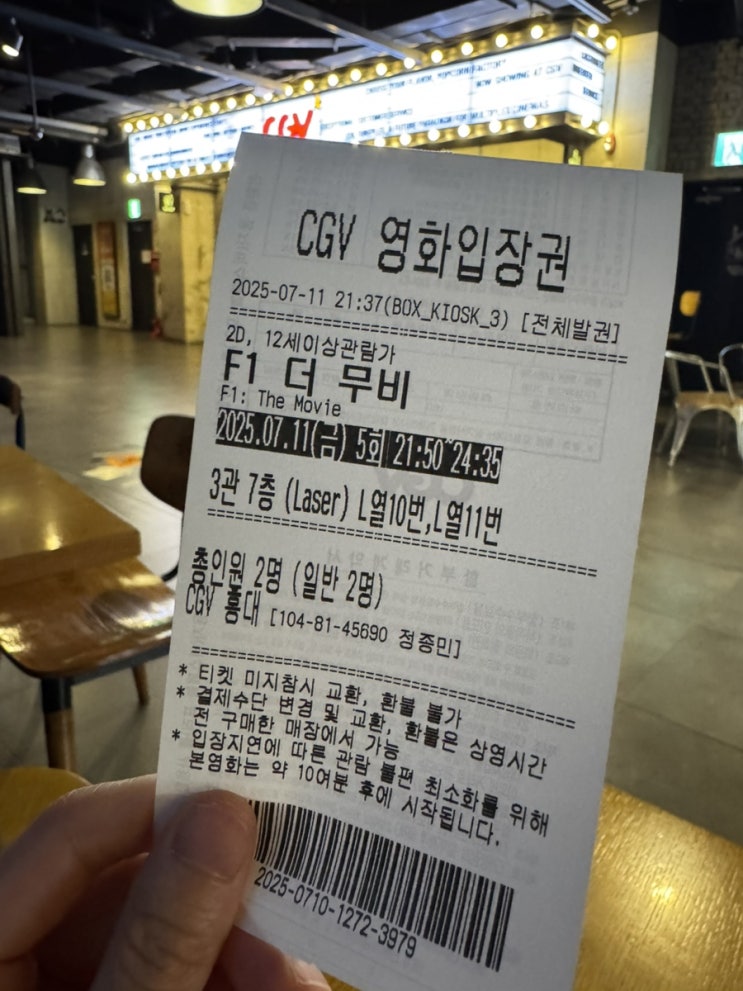 CGV 영화입장권
2025-07-11 21:37(BOX_KIOSK_3) [전체발권]
2D, 12세이상관람가
F1 더 무비
F1: The Movie
2025.07.11(금) 5회 21:50~24:35
3관 7층 (Laser) L열10번,L열11번
총인원 2명 (일반 2명)
CGV 홍대 [104-81-45690 정종민]
* 티켓 미지참시 교환, 환불 불가
* 결제수단 변경 및 교환, 환불은 상영시간
전 구매한 매장에서 가능
* 입장지연에 따른 관람 불편 최소화를 위해
본영화는 약 10여분 후에 시작됩니다.
2025-0710-1272-3979